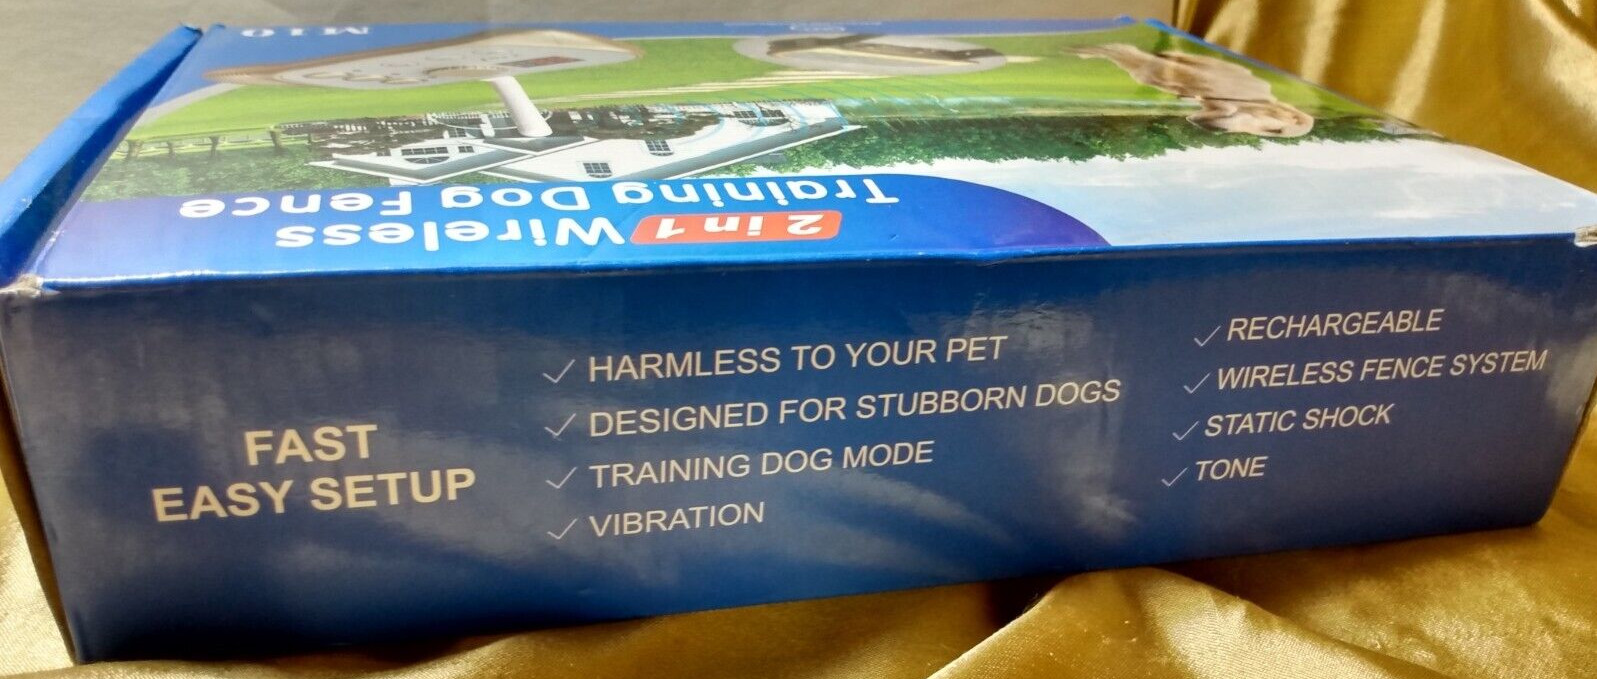 M10
2 in 1 Wireless
Training Dog Fence
FAST
EASY SETUP
HARMLESS TO YOUR PET
DESIGNED FOR STUBBORN DOGS
TRAINING DOG MODE
VIBRATION
RECHARGEABLE
WIRELESS FENCE SYSTEM
STATIC SHOCK
TONE